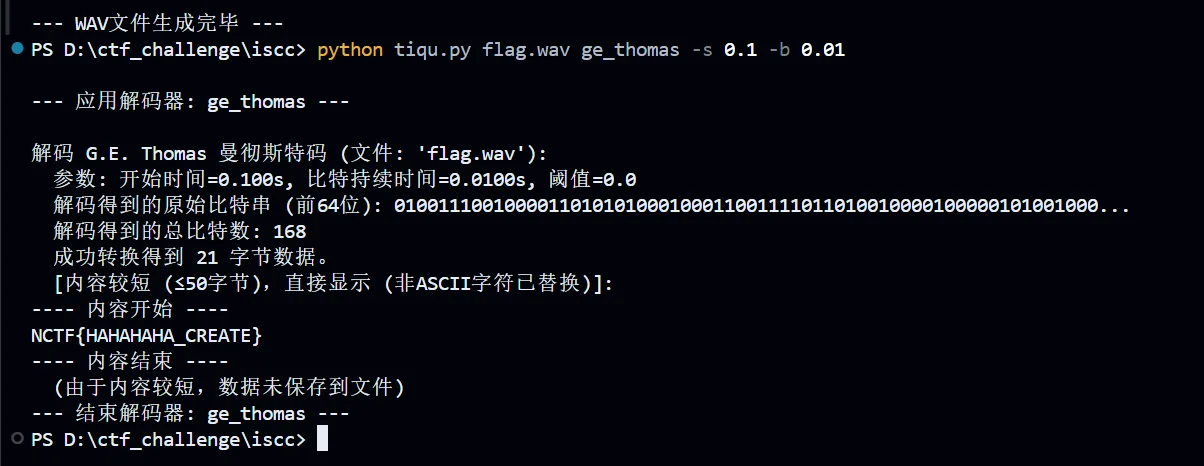 --- WAV文件生成完毕 ---
PS D:\ctf_challenge\iscc> python tiqu.py flag.wav ge_thomas -s 0.1 -b 0.01
--- 应用解码器: ge_thomas ---
解码 G.E. Thomas 曼彻斯特码 (文件: 'flag.wav'):
参数: 开始时间=0.100s, 比特持续时间=0.0100s, 阈值=0.0
解码得到的原始比特串 (前64位): 0100111001000011010101000100011001111011010010000100000101001000...
解码得到的总比特数: 168
成功转换得到 21 字节数据。
[内容较短 (≤50字节), 直接显示 (非ASCII字符已替换)]:
---- 内容开始 ----
NCTF{HAHAHAHA_CREATE}
---- 内容结束 ----
(由于内容较短, 数据未保存到文件)
--- 结束解码器: ge_thomas ---
PS D:\ctf_challenge\iscc>